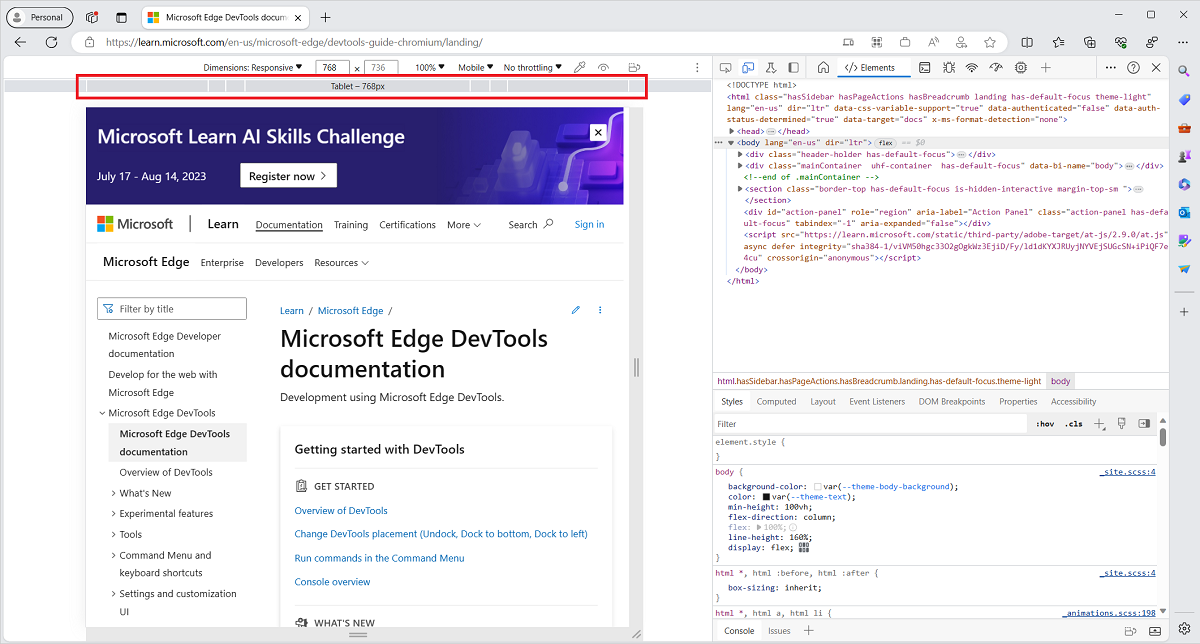 Personal
Microsoft Edge DevTools docum
https://learn.microsoft.com/en-us/microsoft-edge/devtools-guide-chromium/landing/
Dimensions: Responsive 768 x 736 100% Mobile No throttling
Tablet – 768px
Microsoft Learn AI Skills Challenge
July 17 - Aug 14, 2023 Register now
Microsoft Learn Documentation Training Certifications More Search Sign in
Microsoft Edge Enterprise Developers Resources
Filter by title
Microsoft Edge Developer
documentation
Develop for the web with
Microsoft Edge
Microsoft Edge DevTools
Microsoft Edge DevTools
documentation
Overview of DevTools
What's New
Experimental features
Tools
Command Menu and
keyboard shortcuts
Settings and customization
UI
Learn / Microsoft Edge /
Microsoft Edge DevTools
documentation
Development using Microsoft Edge DevTools.
Getting started with DevTools
GET STARTED
Overview of DevTools
Change DevTools placement (Undock, Dock to bottom, Dock to left)
Run commands in the Command Menu
Console overview
WHAT'S NEW
Elements
<!DOCTYPE html>
<html class="hasSidebar hasPageActions hasBreadcrumb landing has-default-focus theme-light"
lang="en-us" dir="ltr" data-css-variable-support="true" data-authenticated="false" data-auth-
status-determined="true" data-target="docs" x-ms-format-detection="none">
<head>…</head>
<body lang="en-us" dir="ltr"> flex == $0
<div class="header-holder has-default-focus">…</div>
<div class="mainContainer uhf-container has-default-focus" data-bi-name="body">…</div>
<!--end of .mainContainer -->
<section class="border-top has-default-focus is-hidden-interactive margin-top-sm ">…
</section>
<div id="action-panel" role="region" aria-label="Action Panel" class="action-panel has-defa
ult-focus" tabindex="-1" aria-expanded="false"></div>
<script src="https://learn.microsoft.com/static/third-party/adobe-target/at-js/2.9.0/at.js"
async defer integrity=
crossorigin="anonymous"></script>
</body>
</html>
html.hasSidebar.hasPageActions.hasBreadcrumb.landing.has-default-focus.theme-light body
Styles Computed Layout Event Listeners DOM Breakpoints Properties Accessibility
Filter :hov .cls
element.style {
}
body { _site.scss:4
background-color: var(--theme-body-background);
color: var(--theme-text);
min-height: 100vh;
flex-direction: column;
flex: 100%;
line-height: 160%;
display: flex;
}
html *, html :before, html :after { _site.scss:4
box-sizing: inherit;
}
html *, html a, html li { _animations.scss:198
Console Issues